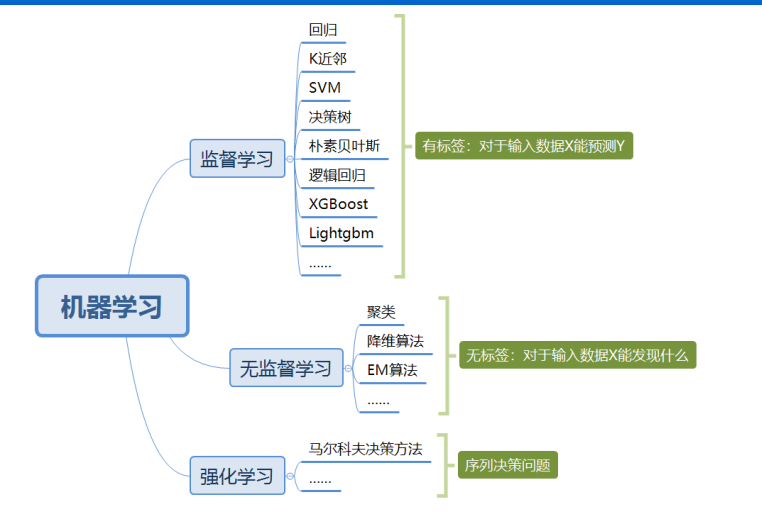 机器学习
监督学习
回归
K近邻
SVM
决策树
朴素贝叶斯
逻辑回归
XGBoost
Lightgbm
......
有标签：对于输入数据X能预测Y
无监督学习
聚类
降维算法
EM算法
......
无标签：对于输入数据X能发现什么
强化学习
马尔科夫决策方法
......
序列决策问题